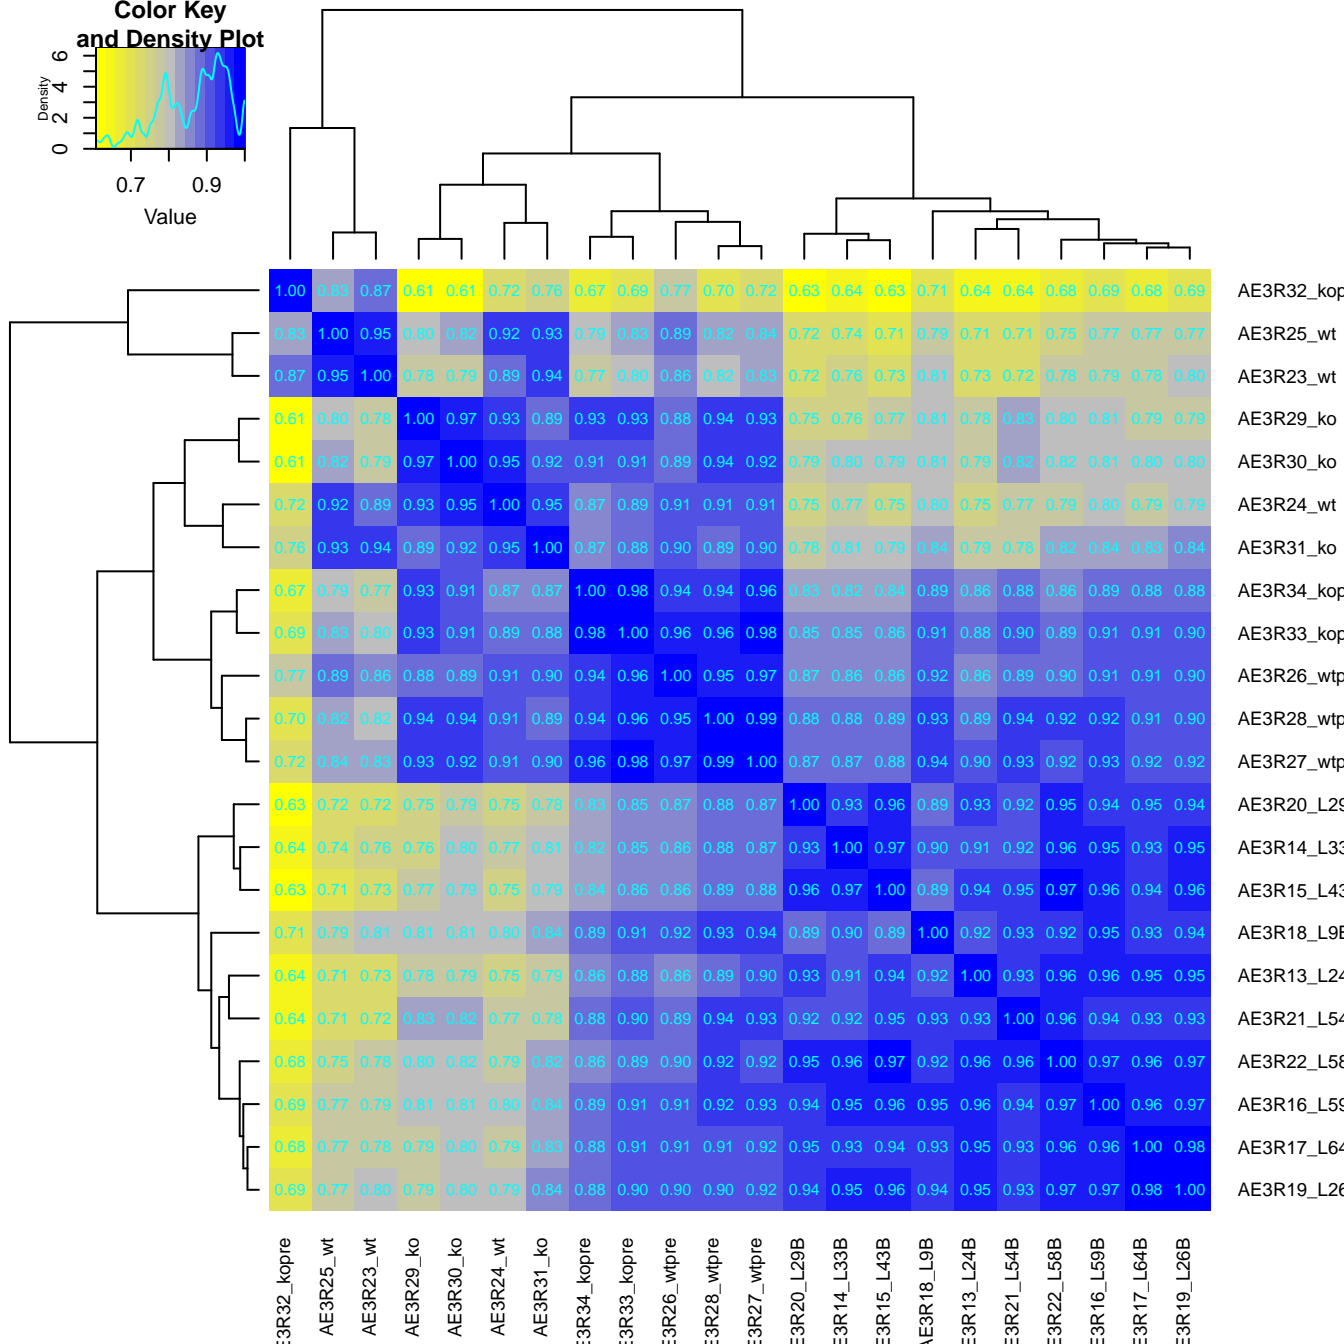 Color Key
and Density Plot
Density
0 2 4 6
0.7 0.9
Value
1.00 0.83 0.87 0.61 0.61 0.72 0.76 0.67 0.69 0.77 0.70 0.72 0.63 0.64 0.63 0.71 0.64 0.64 0.68 0.69 0.68 0.69 AE3R32_kop
0.83 1.00 0.95 0.80 0.82 0.92 0.93 0.79 0.83 0.89 0.82 0.84 0.72 0.74 0.71 0.79 0.71 0.71 0.75 0.77 0.77 0.77 AE3R25_wt
0.87 0.95 1.00 0.78 0.79 0.89 0.94 0.77 0.80 0.86 0.82 0.83 0.72 0.76 0.73 0.81 0.73 0.72 0.78 0.79 0.78 0.80 AE3R23_wt
0.61 0.80 0.78 1.00 0.97 0.93 0.89 0.93 0.93 0.88 0.94 0.93 0.75 0.76 0.77 0.81 0.78 0.83 0.80 0.81 0.79 0.79 AE3R29_ko
0.61 0.82 0.79 0.97 1.00 0.95 0.92 0.91 0.91 0.89 0.94 0.92 0.79 0.80 0.79 0.81 0.79 0.82 0.82 0.81 0.80 0.80 AE3R30_ko
0.72 0.92 0.89 0.93 0.95 1.00 0.95 0.87 0.89 0.91 0.91 0.91 0.75 0.77 0.75 0.80 0.75 0.77 0.79 0.80 0.79 0.79 AE3R24_wt
0.76 0.93 0.94 0.89 0.92 0.95 1.00 0.87 0.88 0.90 0.89 0.90 0.78 0.81 0.79 0.84 0.79 0.78 0.82 0.84 0.83 0.84 AE3R31_ko
0.67 0.79 0.77 0.93 0.91 0.87 0.87 1.00 0.98 0.94 0.94 0.96 0.83 0.82 0.84 0.89 0.86 0.88 0.86 0.89 0.88 0.88 AE3R34_kop
0.69 0.83 0.80 0.93 0.91 0.89 0.88 0.98 1.00 0.96 0.96 0.98 0.85 0.85 0.86 0.91 0.88 0.90 0.89 0.91 0.91 0.90 AE3R33_kop
0.77 0.89 0.86 0.88 0.89 0.91 0.90 0.94 0.96 1.00 0.95 0.97 0.87 0.86 0.86 0.92 0.86 0.89 0.90 0.91 0.91 0.90 AE3R26_wtp
0.70 0.82 0.82 0.94 0.94 0.91 0.89 0.94 0.96 0.95 1.00 0.99 0.88 0.88 0.89 0.93 0.89 0.94 0.92 0.92 0.91 0.90 AE3R28_wtp
0.72 0.84 0.83 0.93 0.92 0.91 0.90 0.96 0.98 0.97 0.99 1.00 0.87 0.87 0.88 0.94 0.90 0.93 0.92 0.93 0.92 0.92 AE3R27_wtp
0.63 0.72 0.72 0.75 0.79 0.75 0.78 0.83 0.85 0.87 0.88 0.87 1.00 0.93 0.96 0.89 0.93 0.92 0.95 0.94 0.95 0.94 AE3R20_L29
0.64 0.74 0.76 0.76 0.80 0.77 0.81 0.82 0.85 0.86 0.88 0.87 0.93 1.00 0.97 0.90 0.91 0.92 0.96 0.95 0.93 0.95 AE3R14_L33
0.63 0.71 0.73 0.77 0.79 0.75 0.79 0.84 0.86 0.86 0.89 0.88 0.96 0.97 1.00 0.89 0.94 0.95 0.97 0.96 0.94 0.96 AE3R15_L43
0.71 0.79 0.81 0.81 0.81 0.80 0.84 0.89 0.91 0.92 0.93 0.94 0.89 0.90 0.89 1.00 0.92 0.93 0.92 0.95 0.93 0.94 AE3R18_L9B
0.64 0.71 0.73 0.78 0.79 0.75 0.79 0.86 0.88 0.86 0.89 0.90 0.93 0.91 0.94 0.92 1.00 0.93 0.96 0.96 0.95 0.95 AE3R13_L24
0.64 0.71 0.72 0.83 0.82 0.77 0.78 0.88 0.90 0.89 0.94 0.93 0.92 0.92 0.95 0.93 0.93 1.00 0.96 0.94 0.93 0.93 AE3R21_L54
0.68 0.75 0.78 0.80 0.82 0.79 0.82 0.86 0.89 0.90 0.92 0.92 0.95 0.96 0.97 0.92 0.96 0.96 1.00 0.97 0.96 0.97 AE3R22_L58
0.69 0.77 0.79 0.81 0.81 0.80 0.84 0.89 0.91 0.91 0.92 0.93 0.94 0.95 0.96 0.95 0.96 0.94 0.97 1.00 0.96 0.97 AE3R16_L59
0.68 0.77 0.78 0.79 0.80 0.79 0.83 0.88 0.91 0.91 0.91 0.92 0.95 0.93 0.94 0.93 0.95 0.93 0.96 0.96 1.00 0.98 AE3R17_L64
0.69 0.77 0.80 0.79 0.80 0.79 0.84 0.88 0.90 0.90 0.90 0.92 0.94 0.95 0.96 0.94 0.95 0.93 0.97 0.97 0.98 1.00 AE3R19_L26
E3R32_kopre
AE3R25_wt
AE3R23_wt
AE3R29_ko
AE3R30_ko
AE3R24_wt
AE3R31_ko
E3R34_kopre
E3R33_kopre
E3R26_wtpre
E3R28_wtpre
E3R27_wtpre
E3R20_L29B
E3R14_L33B
E3R15_L43B
AE3R18_L9B
E3R13_L24B
E3R21_L54B
E3R22_L58B
E3R16_L59B
E3R17_L64B
E3R19_L26B